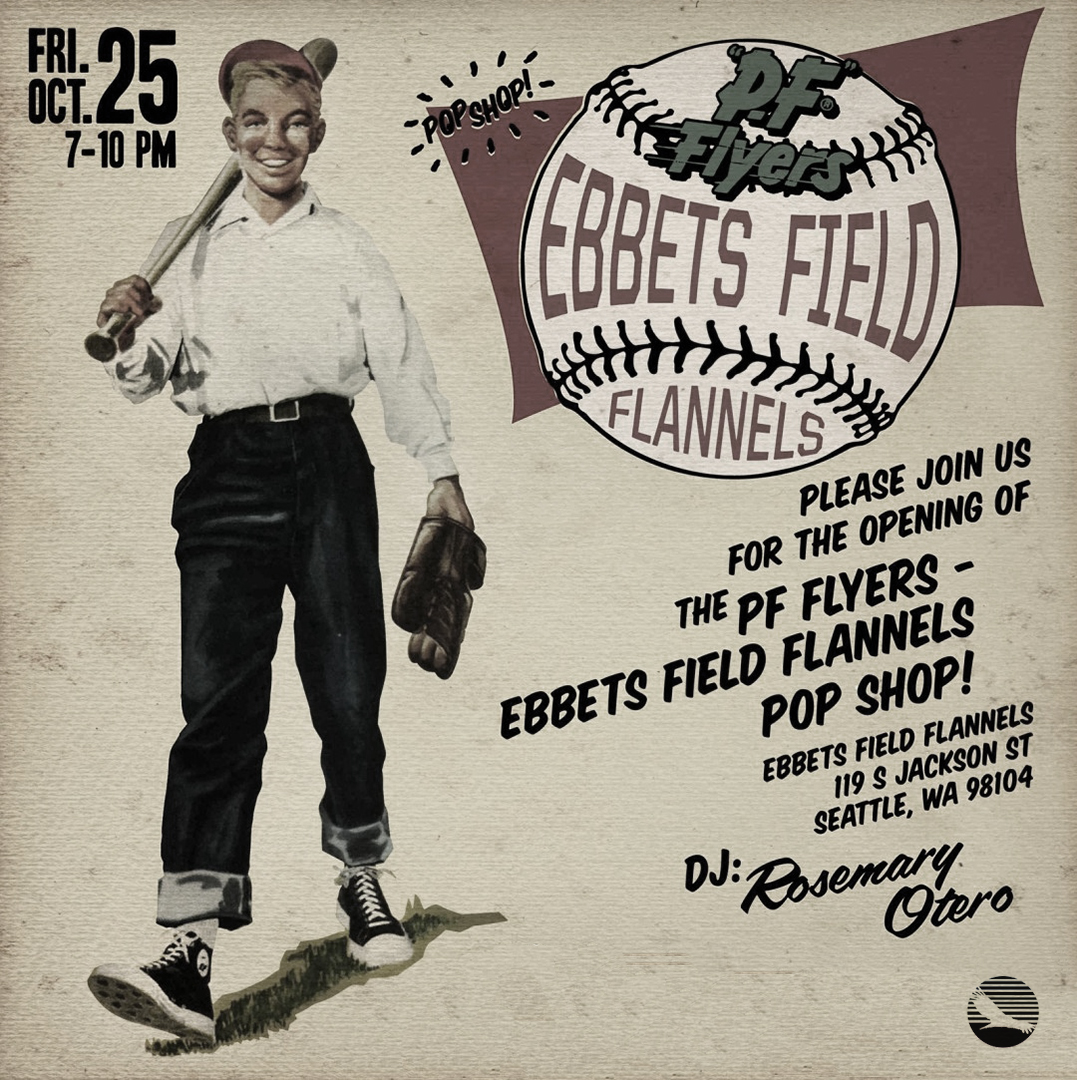 FRI. OCT. 25
7-10 PM
POP SHOP!
"P.F"®
Flyers
EBBETS FIELD
FLANNELS
PLEASE JOIN US
FOR THE OPENING OF
THE PF FLYERS -
EBBETS FIELD FLANNELS
POP SHOP!
EBBETS FIELD FLANNELS
119 S JACKSON ST
SEATTLE, WA 98104
DJ: Rosemary
Otero